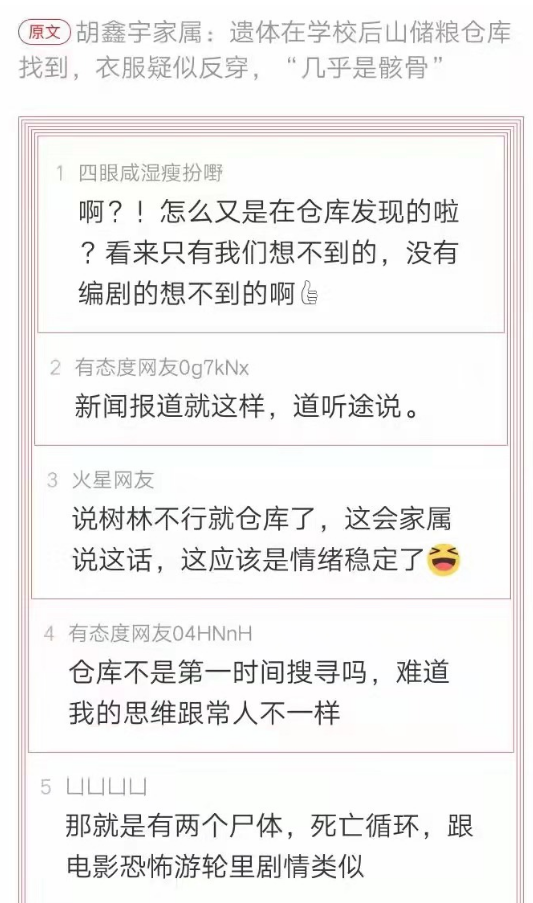 原文 胡鑫宇家属：遗体在学校后山储粮仓库
找到，衣服疑似反穿，“几乎是骸骨”
1 四眼咸湿瘦扮嘢
啊？！怎么又是在仓库发现的啦
？看来只有我们想不到的，没有
编剧的想不到的啊👍
2 有态度网友0g7kNx
新闻报道就这样，道听途说。
3 火星网友
说树林不行就仓库了，这会家属
说这话，这应该是情绪稳定了😆
4 有态度网友04HNnH
仓库不是第一时间搜寻吗，难道
我的思维跟常人不一样
5 凵凵凵凵
那就是有两个尸体，死亡循环，跟
电影恐怖游轮里剧情类似